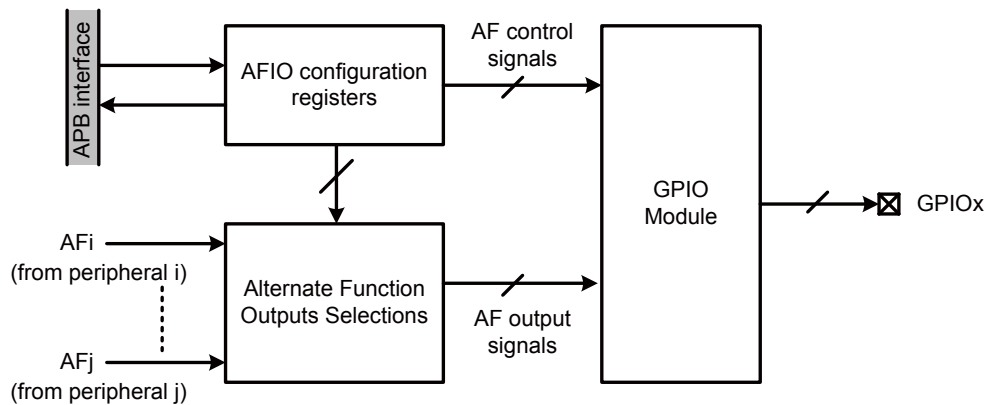 APB interface
AFIO configuration
registers
AF control
signals
GPIO
Module
GPIOx
AFi
(from peripheral i)
Alternate Function
Outputs Selections
AF output
signals
AFj
(from peripheral j)